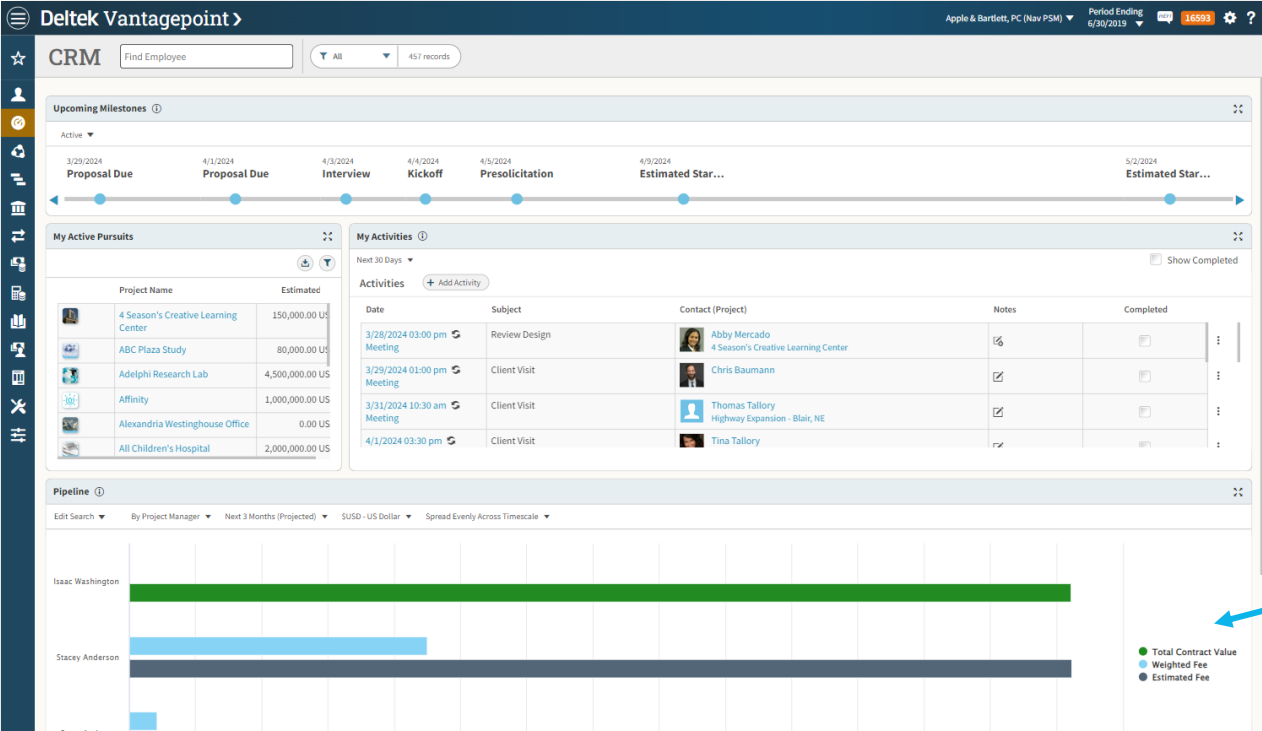 Deltek Vantagepoint
Apple & Bartlett, PC (Nav PSM)
Period Ending
6/30/2019
16593
?
CRM
Find Employee
All
457 records
Upcoming Milestones
Active
3/29/2024
Proposal Due
4/1/2024
Proposal Due
4/3/2024
Interview
4/4/2024
Kickoff
4/5/2024
Presolicitation
4/9/2024
Estimated Star...
5/2/2024
Estimated Star...
My Active Pursuits
Project Name
Estimated
4 Season's Creative Learning
Center
150,000.00 US
ABC Plaza Study
80,000.00 US
Adelphi Research Lab
4,500,000.00 US
Affinity
1,000,000.00 US
Alexandria Westinghouse Office
0.00 US
All Children's Hospital
2,000,000.00 US
My Activities
Next 30 Days
Show Completed
Activities
+ Add Activity
Date
Subject
Contact (Project)
Notes
Completed
3/28/2024 03:00 pm
Meeting
Review Design
Abby Mercado
4 Season's Creative Learning Center
3/29/2024 01:00 pm
Meeting
Client Visit
Chris Baumann
3/31/2024 10:30 am
Meeting
Client Visit
Thomas Tallory
Highway Expansion - Blair, NE
4/1/2024 03:30 pm
Client Visit
Tina Tallory
Pipeline
Edit Search
By Project Manager
Next 3 Months (Projected)
$USD - US Dollar
Spread Evenly Across Timescale
Isaac Washington
Stacey Anderson
Total Contract Value
Weighted Fee
Estimated Fee